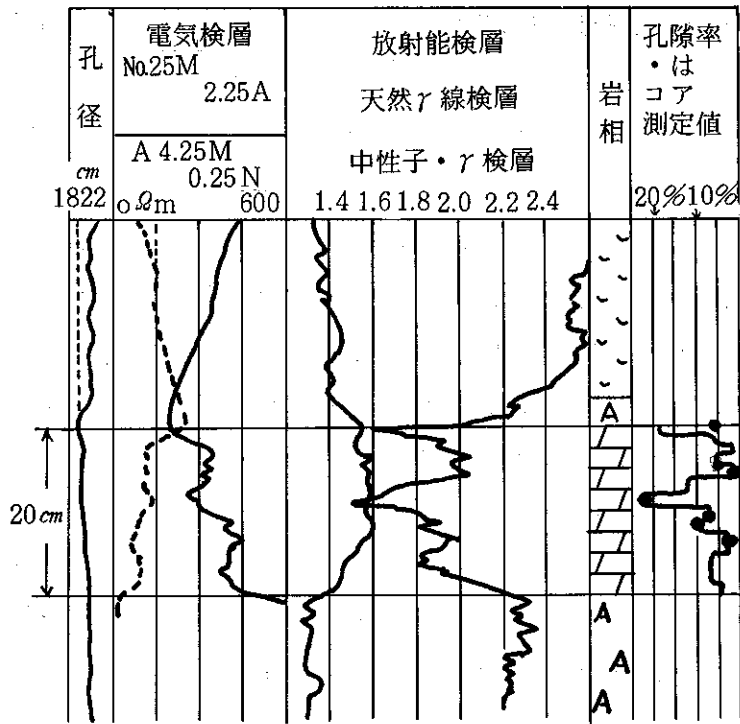 孔径
cm
1822
電気検層
No.25M
2.25A
A 4.25M
0.25N
oΩm
600
放射能検層
天然γ線検層
中性子・γ検層
1.4 1.6 1.8 2.0 2.2 2.4
岩相
孔隙率
・は
コア
測定値
20%10%
A
20cm
A
A
A